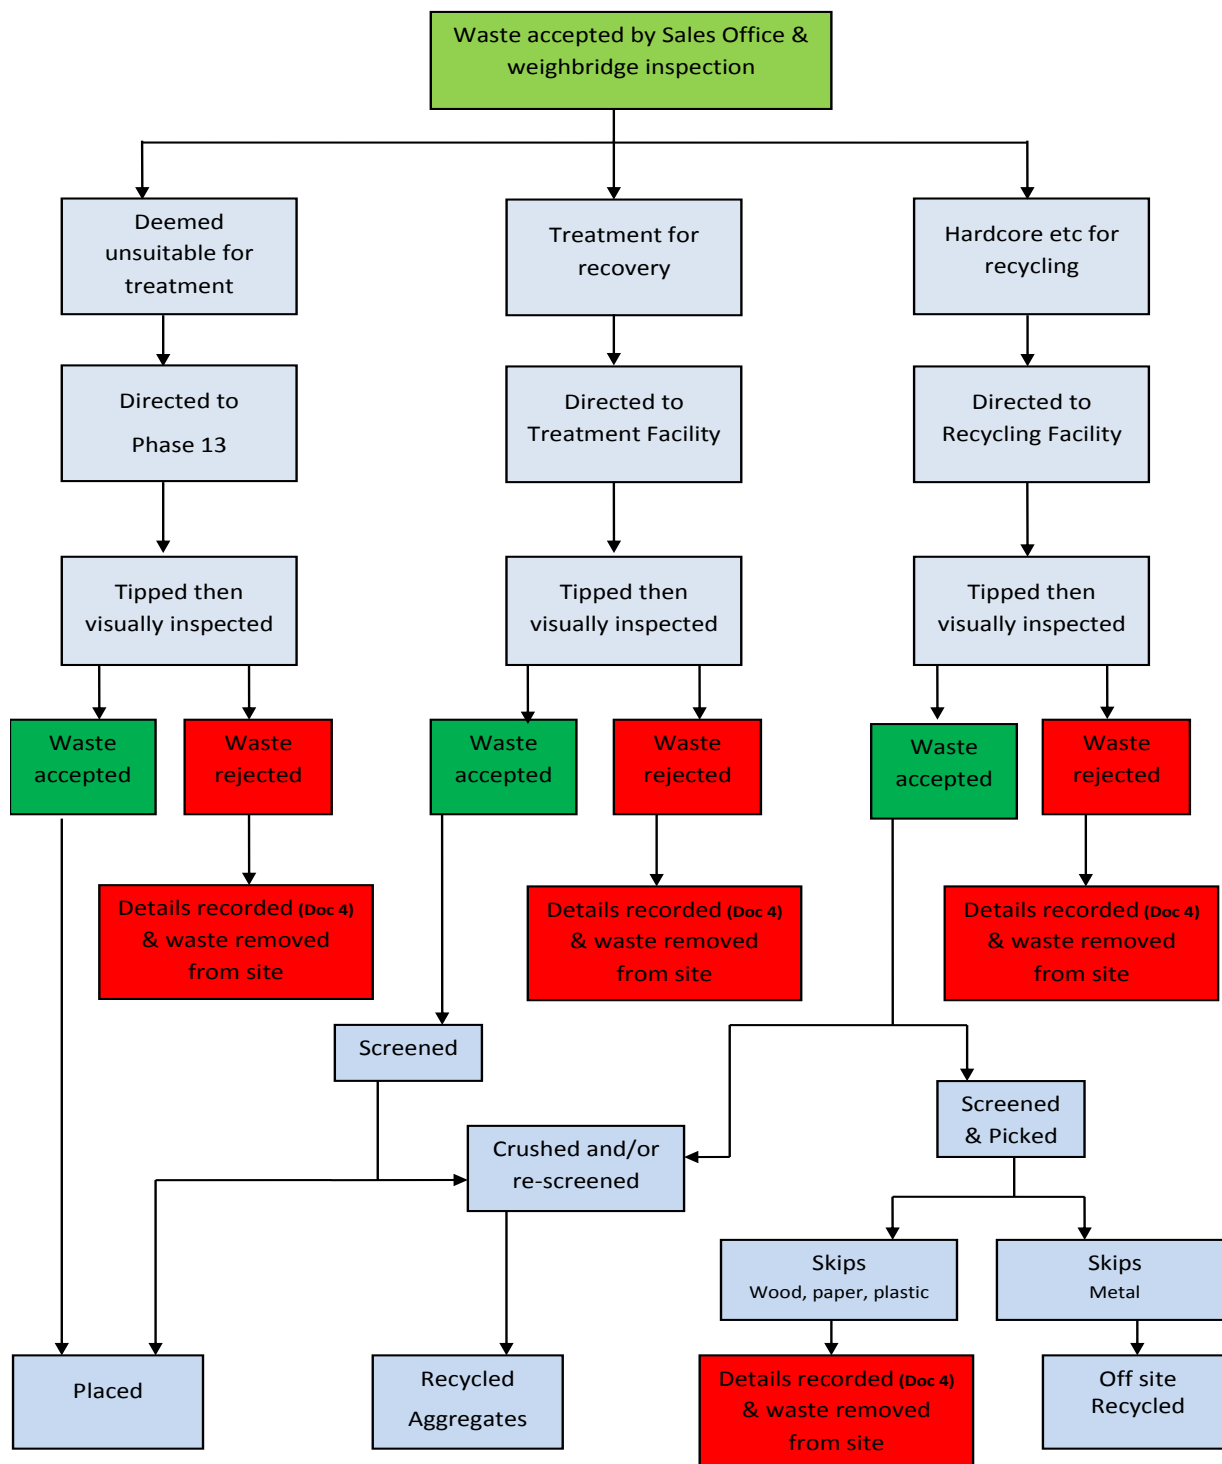 Waste accepted by Sales Office &
weighbridge inspection
Deemed
unsuitable for
treatment
Treatment for
recovery
Hardcore etc for
recycling
Directed to
Phase 13
Directed to
Treatment Facility
Directed to
Recycling Facility
Tipped then
visually inspected
Tipped then
visually inspected
Tipped then
visually inspected
Waste
accepted
Waste
rejected
Waste
accepted
Waste
rejected
Waste
accepted
Waste
rejected
Details recorded (Doc 4)
& waste removed
from site
Details recorded (Doc 4)
& waste removed
from site
Details recorded (Doc 4)
& waste removed
from site
Screened
Screened
& Picked
Crushed and/or
re-screened
Skips
Wood, paper, plastic
Skips
Metal
Placed
Recycled
Aggregates
Details recorded (Doc 4)
& waste removed
from site
Off site
Recycled